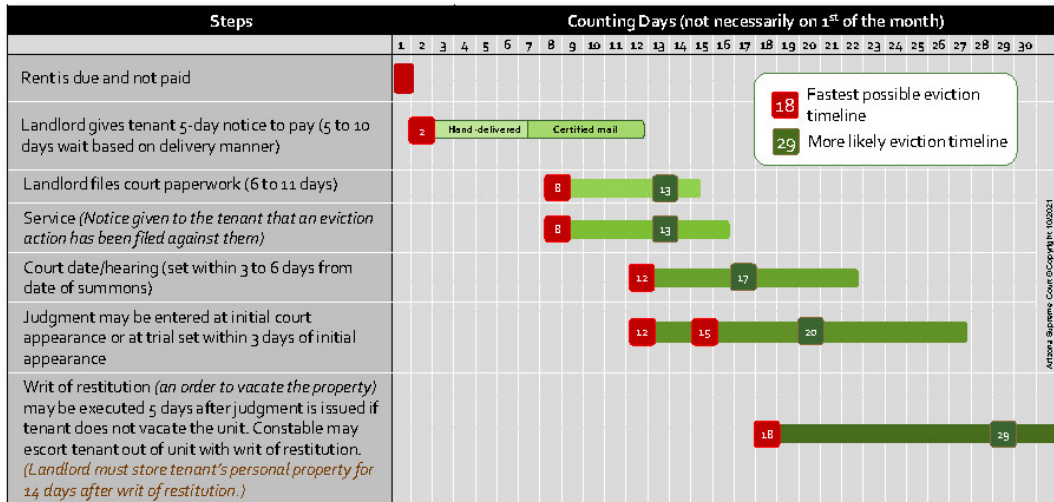 Steps
Counting Days (not necessarily on 1st of the month)
1 2 3 4 5 6 7 8 9 10 11 12 13 14 15 16 17 18 19 20 21 22 23 24 25 26 27 28 29 30
Rent is due and not paid
18 Fastest possible eviction
timeline
29 More likely eviction timeline
Landlord gives tenant 5-day notice to pay (5 to 10
days wait based on delivery manner)
2 Hand-delivered Certified mail
Landlord files court paperwork (6 to 11 days)
8 13
Service (Notice given to the tenant that an eviction
action has been filed against them)
8 13
Court date/hearing (set within 3 to 6 days from
date of summons)
12 17
Judgment may be entered at initial court
appearance or at trial set within 3 days of initial
appearance
12 15 20
Writ of restitution (an order to vacate the property)
may be executed 5 days after judgment is issued if
tenant does not vacate the unit. Constable may
escort tenant out of unit with writ of restitution.
(Landlord must store tenant's personal property for
14 days after writ of restitution.)
18 29
Arizona Supreme Court ©Copyright 10/2021